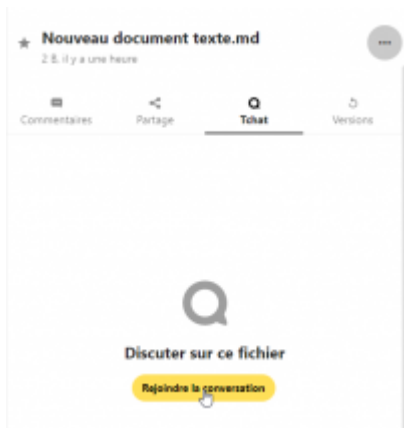 Nouveau document texte.md
2 B, il y a une heure
Commentaires
Partage
Tchat
Versions
Discuter sur ce fichier
Rejoindre la conversation